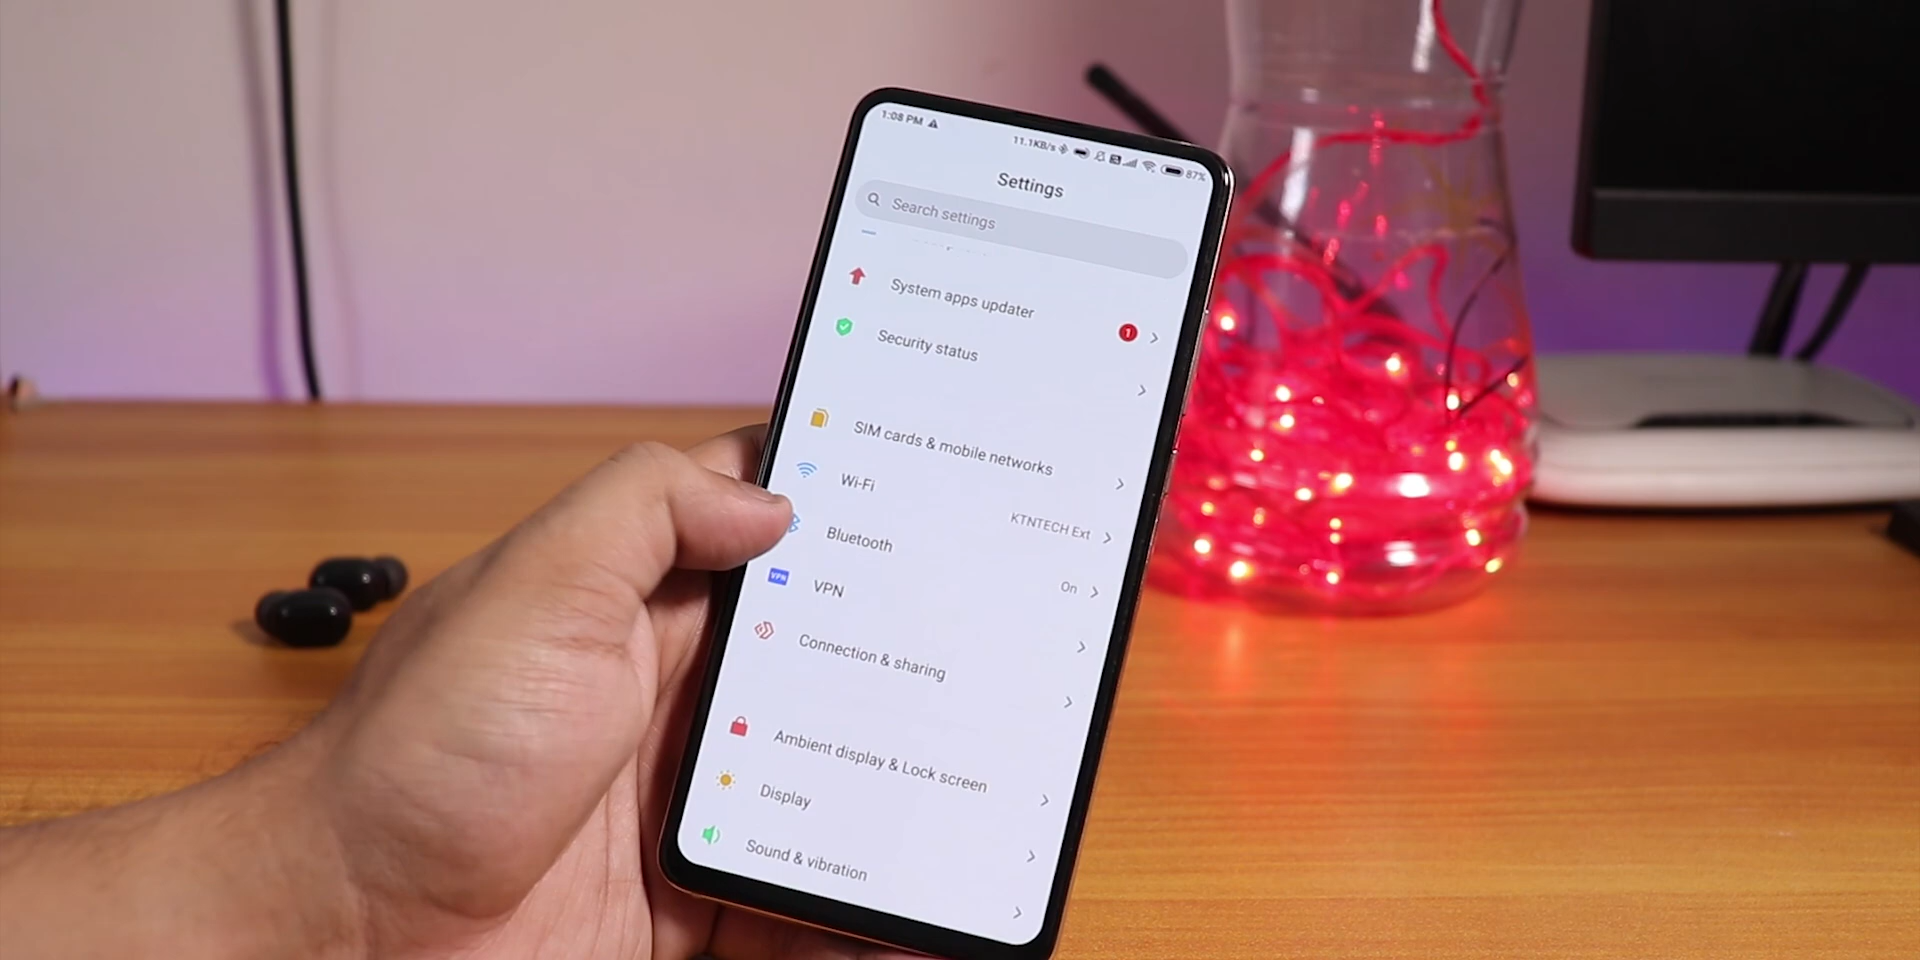 1:08 PM
11.1KB/s
87%
Settings
Search settings
System apps updater
1
Security status
SIM cards & mobile networks
Wi-Fi
KTNTECH Ext
Bluetooth
On
VPN
VPN
Connection & sharing
Ambient display & Lock screen
Display
Sound & vibration